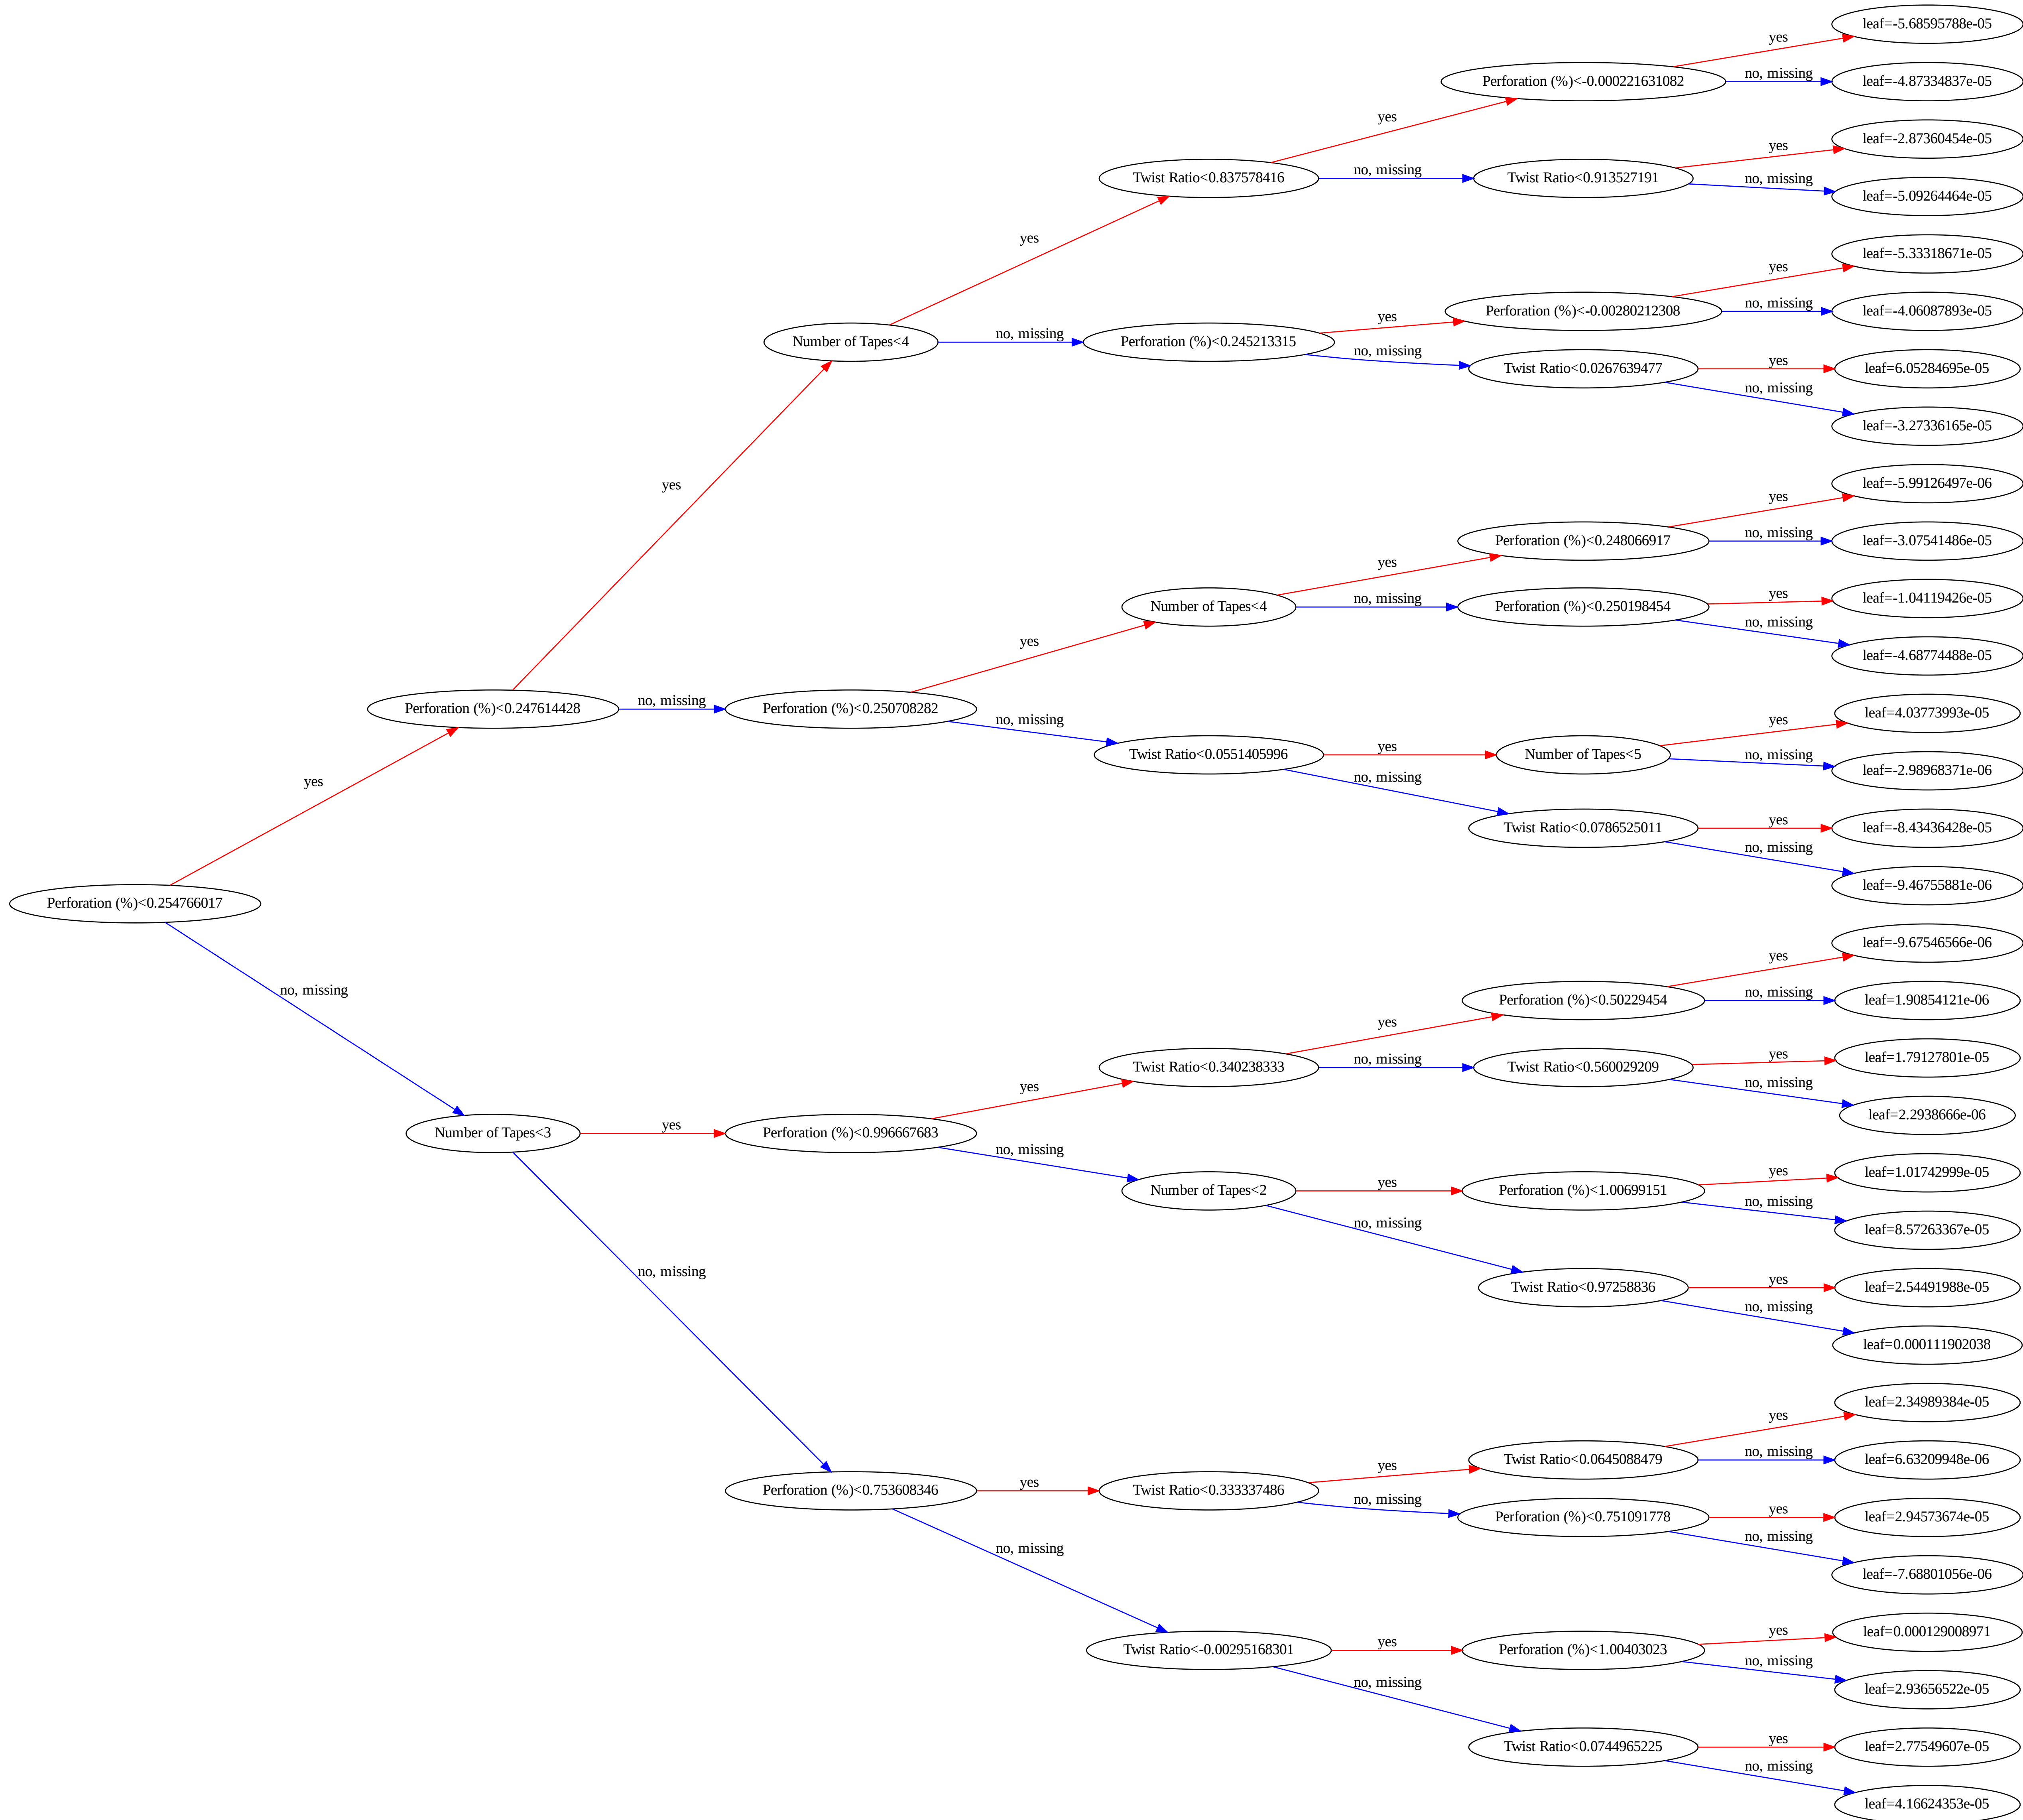 leaf=-5.68595788e-05
yes
Perforation (%)<-0.000221631082
no, missing
leaf=-4.87334837e-05
yes
leaf=-2.87360454e-05
yes
Twist Ratio<0.837578416
no, missing
Twist Ratio<0.913527191
no, missing
leaf=-5.09264464e-05
yes
leaf=-5.33318671e-05
yes
Perforation (%)<-0.00280212308
no, missing
leaf=-4.06087893e-05
yes
Number of Tapes<4
no, missing
Perforation (%)<0.245213315
no, missing
Twist Ratio<0.0267639477
yes
leaf=6.05284695e-05
no, missing
leaf=-3.27336165e-05
yes
leaf=-5.99126497e-06
yes
Perforation (%)<0.248066917
no, missing
leaf=-3.07541486e-05
yes
Number of Tapes<4
no, missing
Perforation (%)<0.250198454
yes
leaf=-1.04119426e-05
no, missing
leaf=-4.68774488e-05
yes
Perforation (%)<0.247614428
no, missing
Perforation (%)<0.250708282
no, missing
Twist Ratio<0.0551405996
yes
Number of Tapes<5
yes
leaf=4.03773993e-05
no, missing
leaf=-2.98968371e-06
no, missing
Twist Ratio<0.0786525011
yes
leaf=-8.43436428e-05
no, missing
leaf=-9.46755881e-06
yes
Perforation (%)<0.254766017
no, missing
leaf=-9.67546566e-06
yes
Perforation (%)<0.50229454
no, missing
leaf=1.90854121e-06
yes
Twist Ratio<0.340238333
no, missing
Twist Ratio<0.560029209
yes
leaf=1.79127801e-05
no, missing
leaf=2.2938666e-06
yes
Number of Tapes<3
yes
Perforation (%)<0.996667683
no, missing
Number of Tapes<2
yes
Perforation (%)<1.00699151
yes
leaf=1.01742999e-05
no, missing
leaf=8.57263367e-05
no, missing
Twist Ratio<0.97258836
yes
leaf=2.54491988e-05
no, missing
leaf=0.000111902038
no, missing
leaf=2.34989384e-05
yes
Twist Ratio<0.0645088479
no, missing
leaf=6.63209948e-06
yes
Perforation (%)<0.753608346
yes
Twist Ratio<0.333337486
no, missing
Perforation (%)<0.751091778
yes
leaf=2.94573674e-05
no, missing
leaf=-7.68801056e-06
no, missing
Twist Ratio<-0.00295168301
yes
Perforation (%)<1.00403023
yes
leaf=0.000129008971
no, missing
leaf=2.93656522e-05
no, missing
Twist Ratio<0.0744965225
yes
leaf=2.77549607e-05
no, missing
leaf=4.16624353e-05